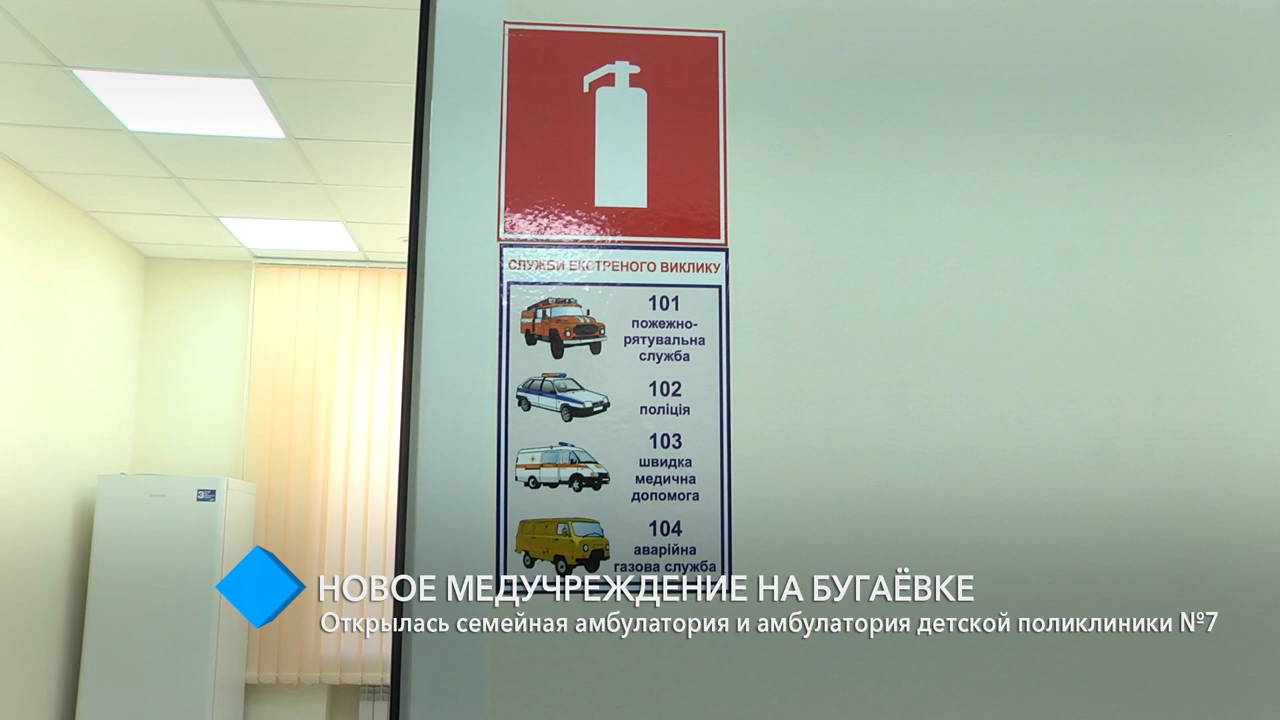 СЛУЖБИ ЕКСТРЕНОГО ВИКЛИКУ
101
пожежно-
рятувальна
служба
102
поліція
103
швидка
медична
допомога
104
аварійна
газова служба
НОВОЕ МЕДУЧРЕЖДЕНИЕ НА БУГАЁВКЕ
Открылась семейная амбулатория и амбулатория детской поликлиники №7